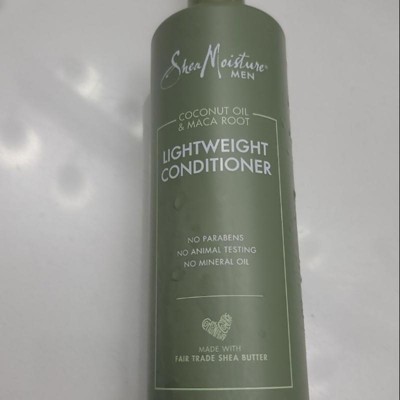 SheaMoisture
MEN
COCONUT OIL
& MACA ROOT
LIGHTWEIGHT
CONDITIONER
NO PARABENS
NO ANIMAL TESTING
NO MINERAL OIL
MADE WITH
FAIR TRADE SHEA BUTTER